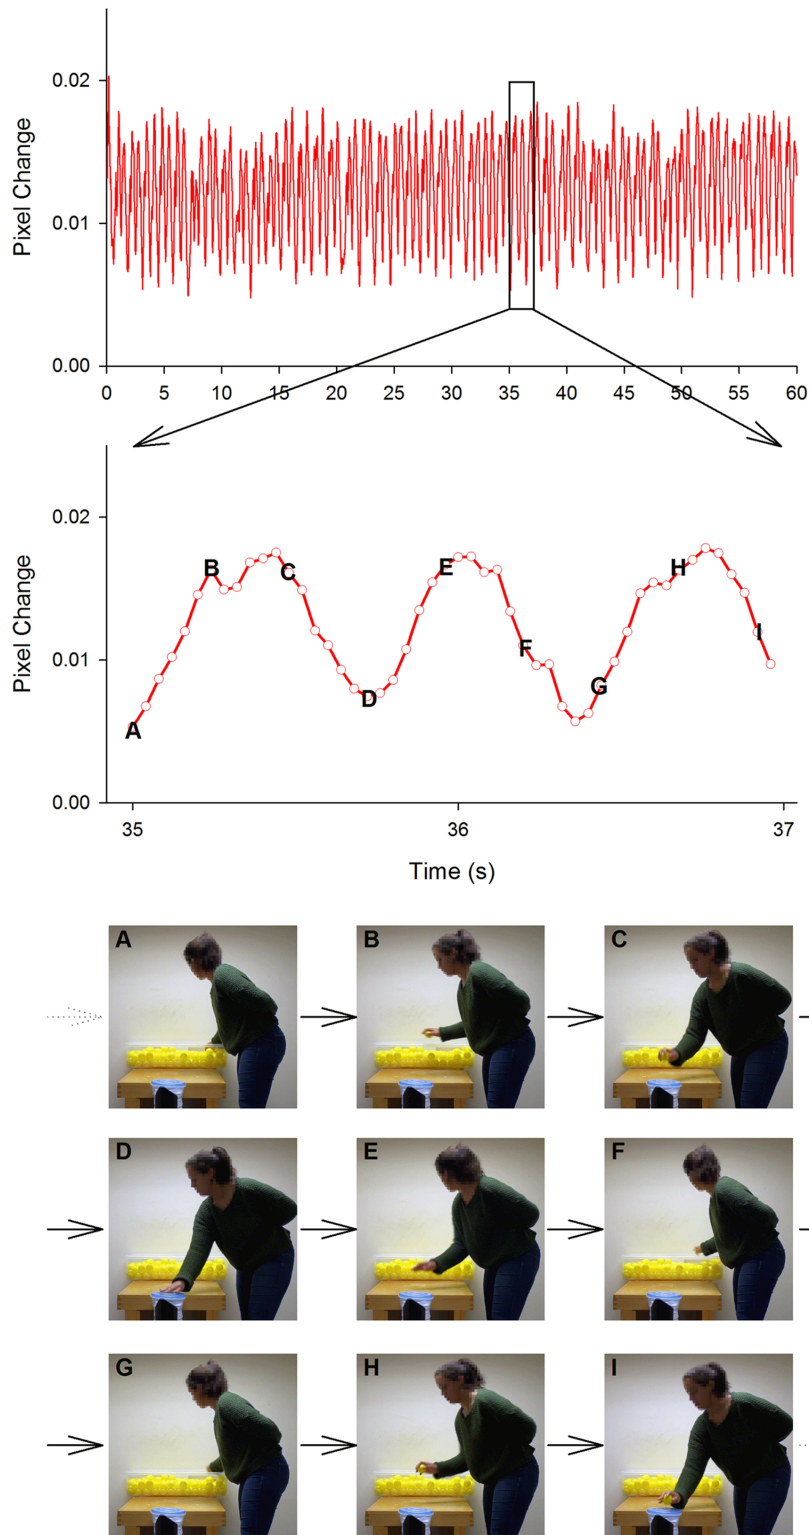 0.02
Pixel Change
0.01
0.00
0 5 10 15 20 25 30 35 40 45 50 55 60
0.02
B C E H
Pixel Change
0.01
F I
G
D
A
0.00
35 36 37
Time (s)
A B C
D E F
G H I